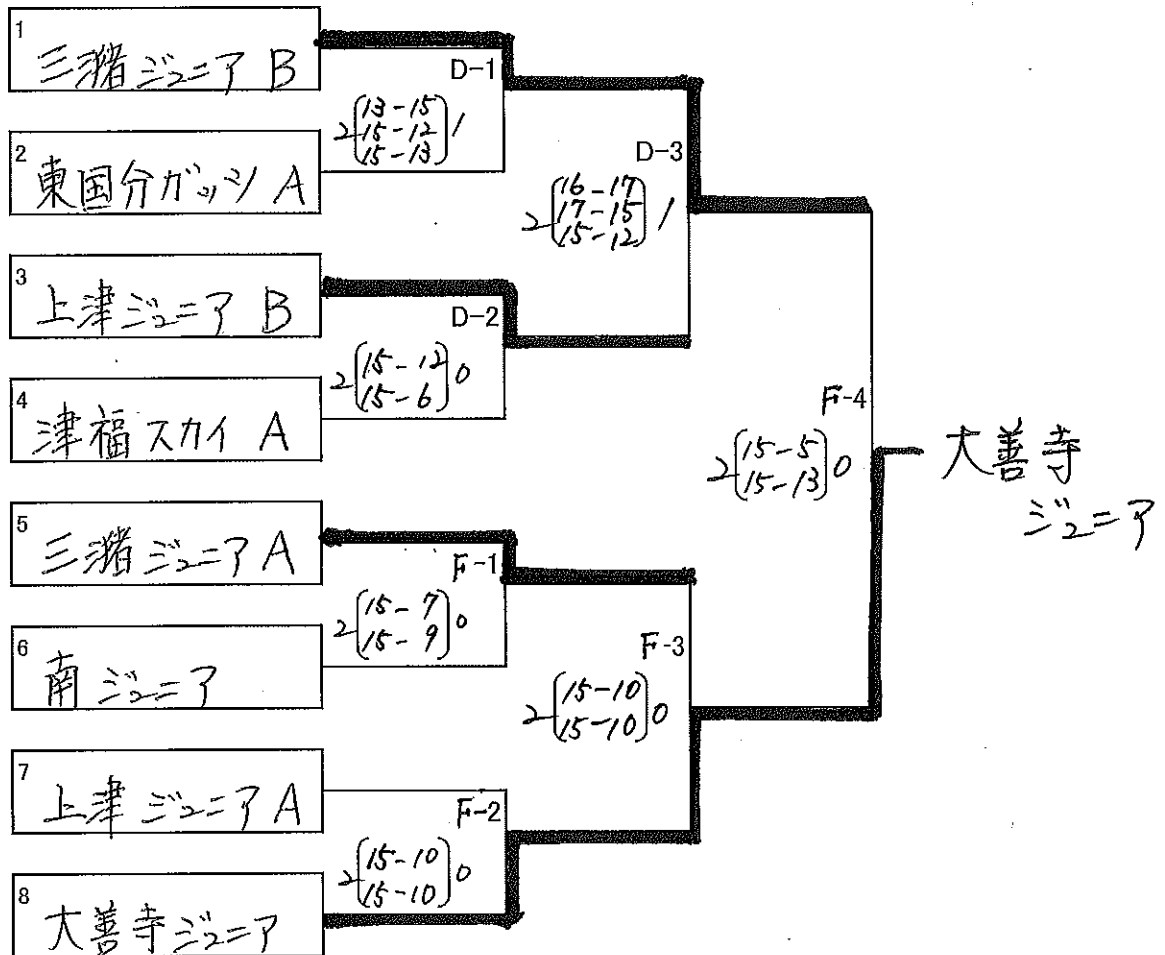 1 三潴ジュニア B
2 東国分ガッツ A
3 上津ジュニア B
4 津福スカイ A
5 三潴ジュニア A
6 南ジュニア
7 上津ジュニア A
8 大善寺ジュニア
D-1
13-15
2 15-12 1
15-13
D-2
2 15-12 0
15-6
F-1
2 15-7 0
15-9
F-2
2 15-10 0
15-10
D-3
16-17
2 17-15 1
15-12
F-3
2 15-10 0
15-10
F-4
2 15-5 0
15-13
大善寺
ジュニア